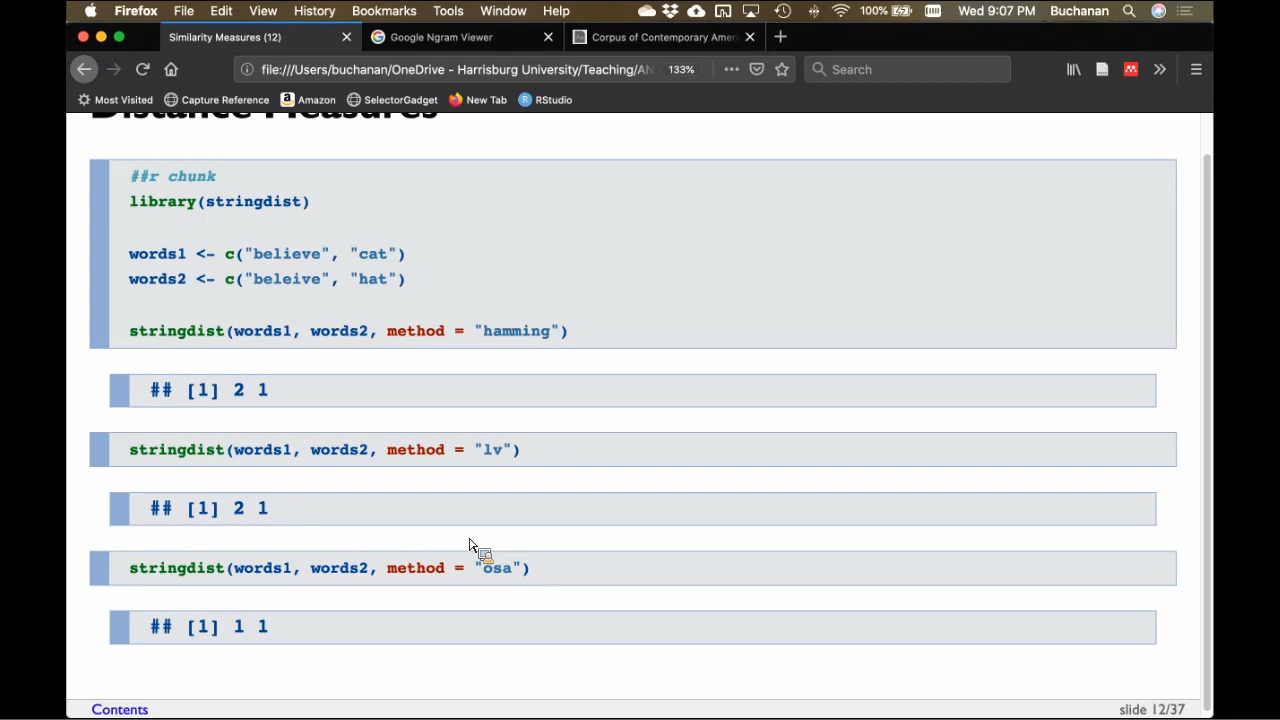 Firefox File Edit View History Bookmarks Tools Window Help 100% Wed 9:07 PM Buchanan
Similarity Measures (12) Google Ngram Viewer Corpus of Contemporary Ameri
file:///Users/buchanan/OneDrive - Harrisburg University/Teaching/AN 133% Search
Most Visited Capture Reference Amazon SelectorGadget New Tab RStudio
Distance Measures
##r chunk
library(stringdist)
words1 <- c("believe", "cat")
words2 <- c("beleive", "hat")
stringdist(words1, words2, method = "hamming")
## [1] 2 1
stringdist(words1, words2, method = "lv")
## [1] 2 1
stringdist(words1, words2, method = "osa")
## [1] 1 1
Contents slide 12/37